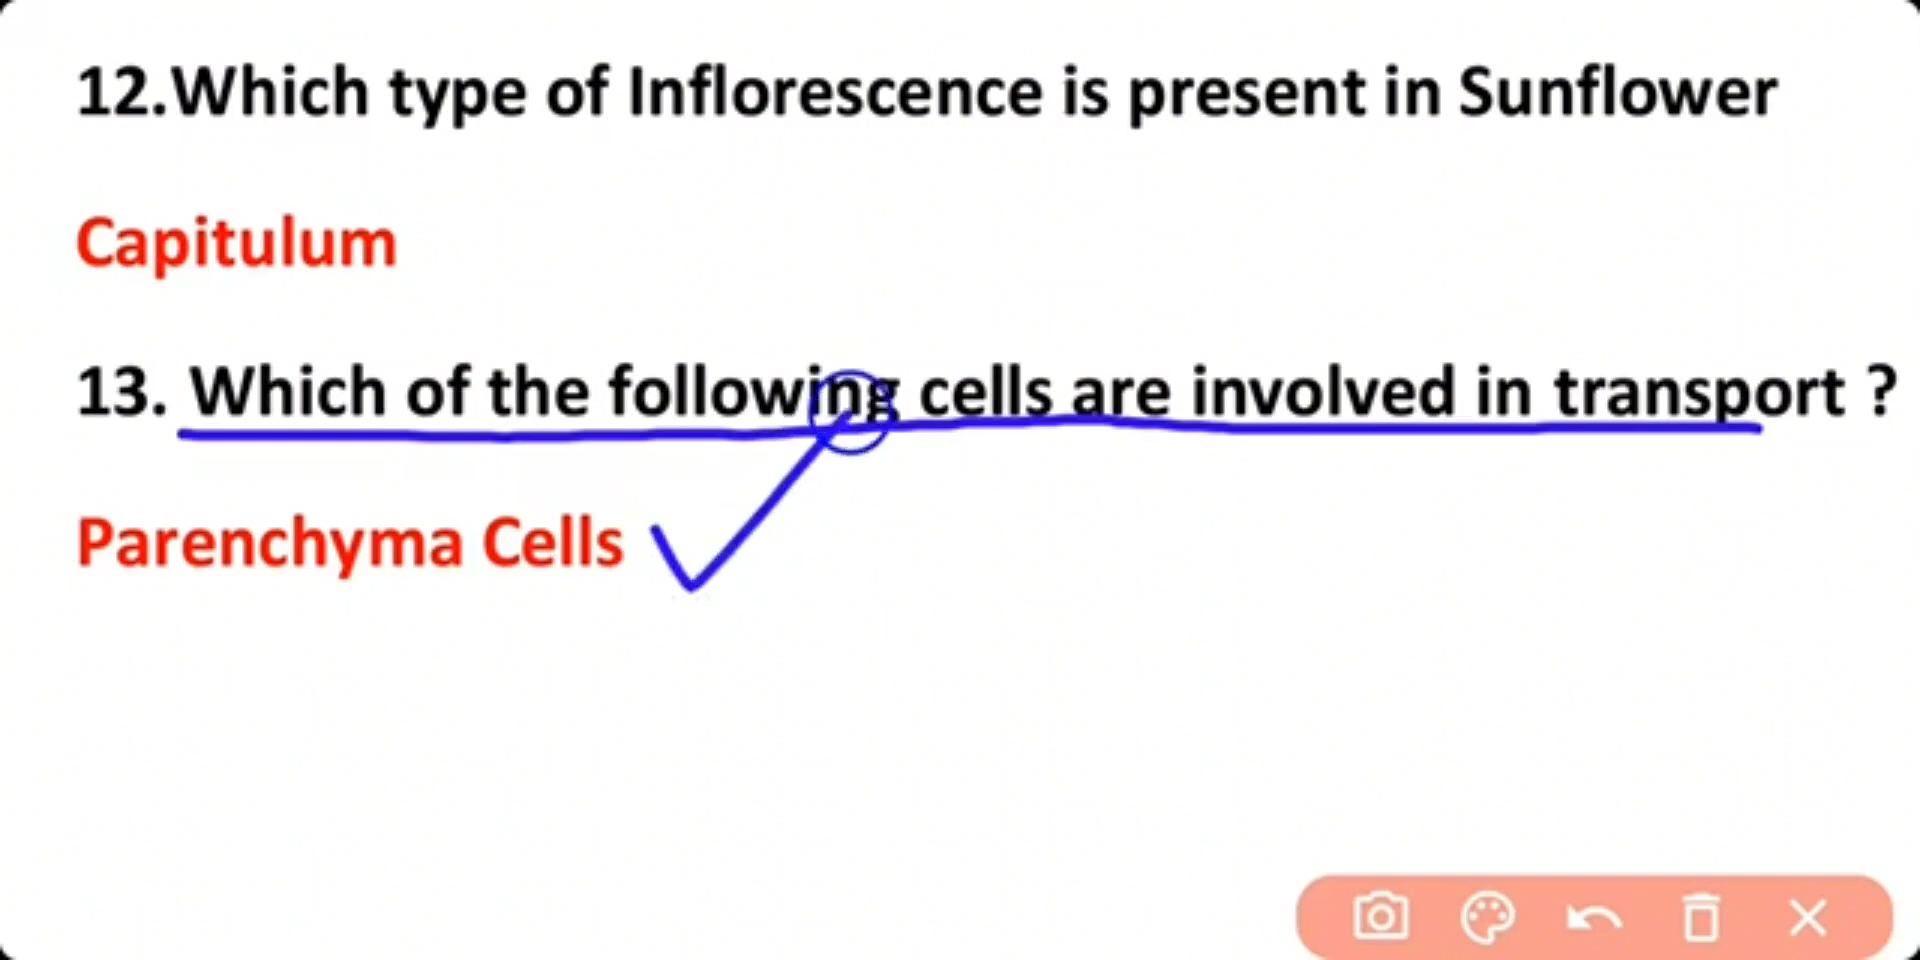 12.Which type of Inflorescence is present in Sunflower
Capitulum
13. Which of the following cells are involved in transport ?
Parenchyma Cells